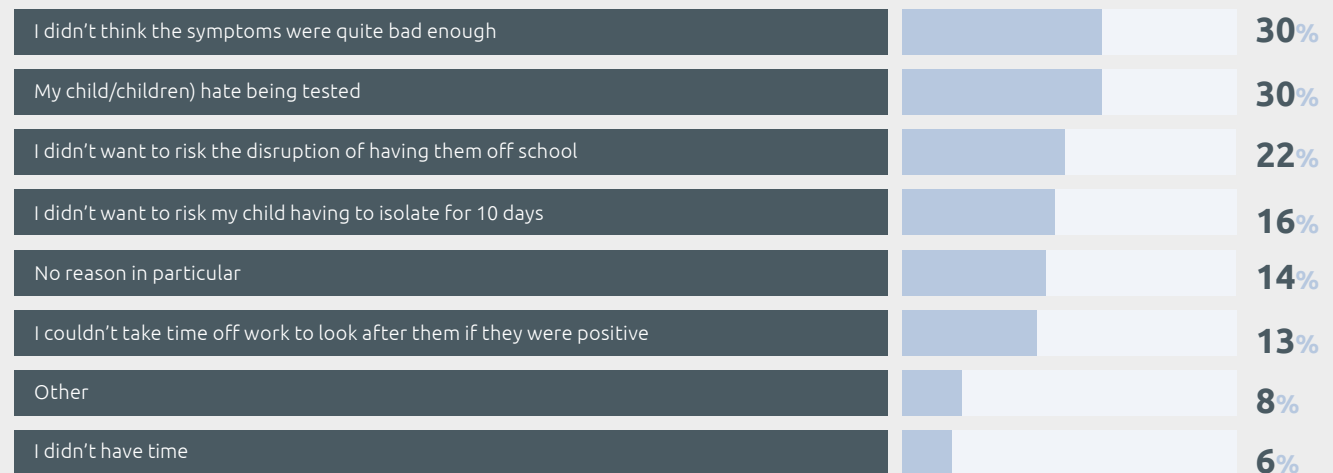 I didn’t think the symptoms were quite bad enough 30%
My child/children) hate being tested 30%
I didn’t want to risk the disruption of having them off school 22%
I didn’t want to risk my child having to isolate for 10 days 16%
No reason in particular 14%
I couldn’t take time off work to look after them if they were positive 13%
Other 8%
I didn’t have time 6%